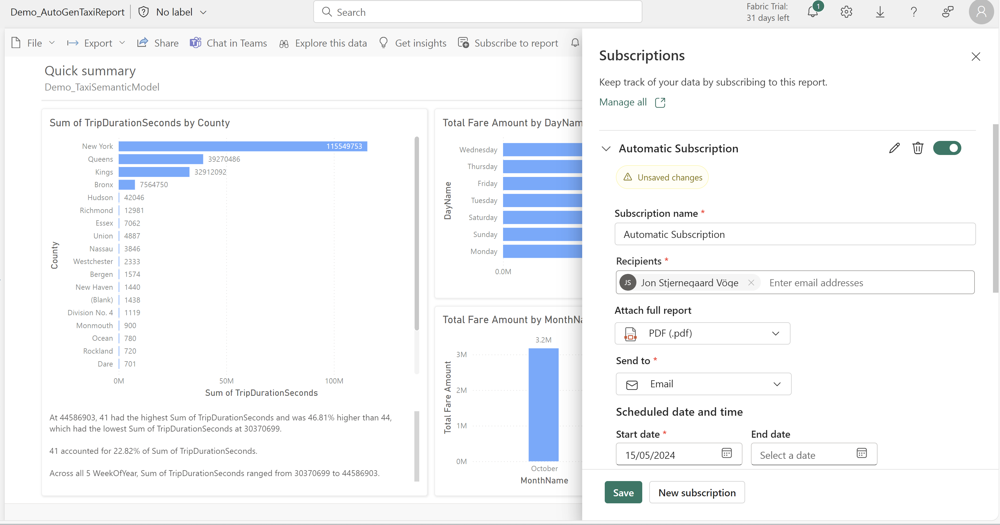 Demo_AutoGenTaxiReport
No label
Search
Fabric Trial:
31 days left
1
File
Export
Share
Chat in Teams
Explore this data
Get insights
Subscribe to report
Quick summary
Demo_TaxiSemanticModel
Sum of TripDurationSeconds by County
County
New York 115549753
Queens 39270486
Kings 32912092
Bronx 7564750
Hudson 42046
Richmond 12981
Essex 7062
Union 4887
Nassau 3846
Westchester 2333
Bergen 1574
New Haven 1440
(Blank) 1438
Division No. 4 1119
Monmouth 900
Ocean 780
Rockland 720
Dare 701
0M 50M 100M
Sum of TripDurationSeconds
At 44586903, 41 had the highest Sum of TripDurationSeconds and was 46.81% higher than 44,
which had the lowest Sum of TripDurationSeconds at 30370699.
41 accounted for 22.82% of Sum of TripDurationSeconds.
Across all 5 WeekOfYear, Sum of TripDurationSeconds ranged from 30370699 to 44586903.
Total Fare Amount by DayNam
DayName
Wednesday
Thursday
Friday
Tuesday
Saturday
Sunday
Monday
0.0M
Total Fare Amount by MonthNa
Total Fare Amount
3.2M
3M
2M
1M
0M
October
MonthName
Subscriptions
Keep track of your data by subscribing to this report.
Manage all
Automatic Subscription
Unsaved changes
Subscription name *
Automatic Subscription
Recipients *
JS Jon Stjernegaard Vöge Enter email addresses
Attach full report
PDF (.pdf)
Send to *
Email
Scheduled date and time
Start date * End date
15/05/2024 Select a date
Save New subscription